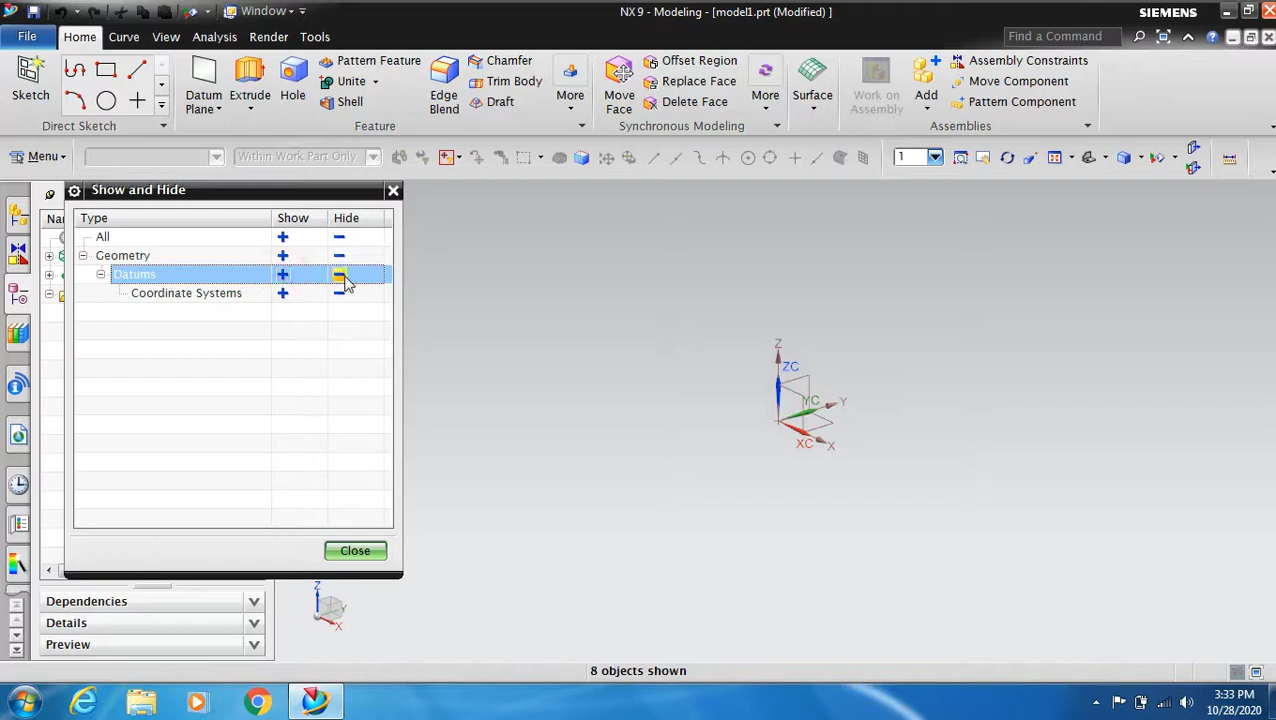 Window
NX 9 - Modeling - [model1.prt (Modified) ]
SIEMENS
File
Home
Curve
View
Analysis
Render
Tools
Find a Command
Sketch
Direct Sketch
Datum
Plane
Extrude
Hole
Pattern Feature
Unite
Shell
Edge
Blend
Chamfer
Trim Body
Draft
More
Feature
Move
Face
Offset Region
Replace Face
Delete Face
More
Synchronous Modeling
Surface
Work on
Assembly
Add
Assembly Constraints
Move Component
Pattern Component
Assemblies
Menu
Within Work Part Only
1
Show and Hide
Type
Show
Hide
All
Geometry
Datums
Coordinate Systems
Close
Z
ZC
YC
Y
XC
X
Z
Y
X
Dependencies
Details
Preview
8 objects shown
3:33 PM
10/28/2020